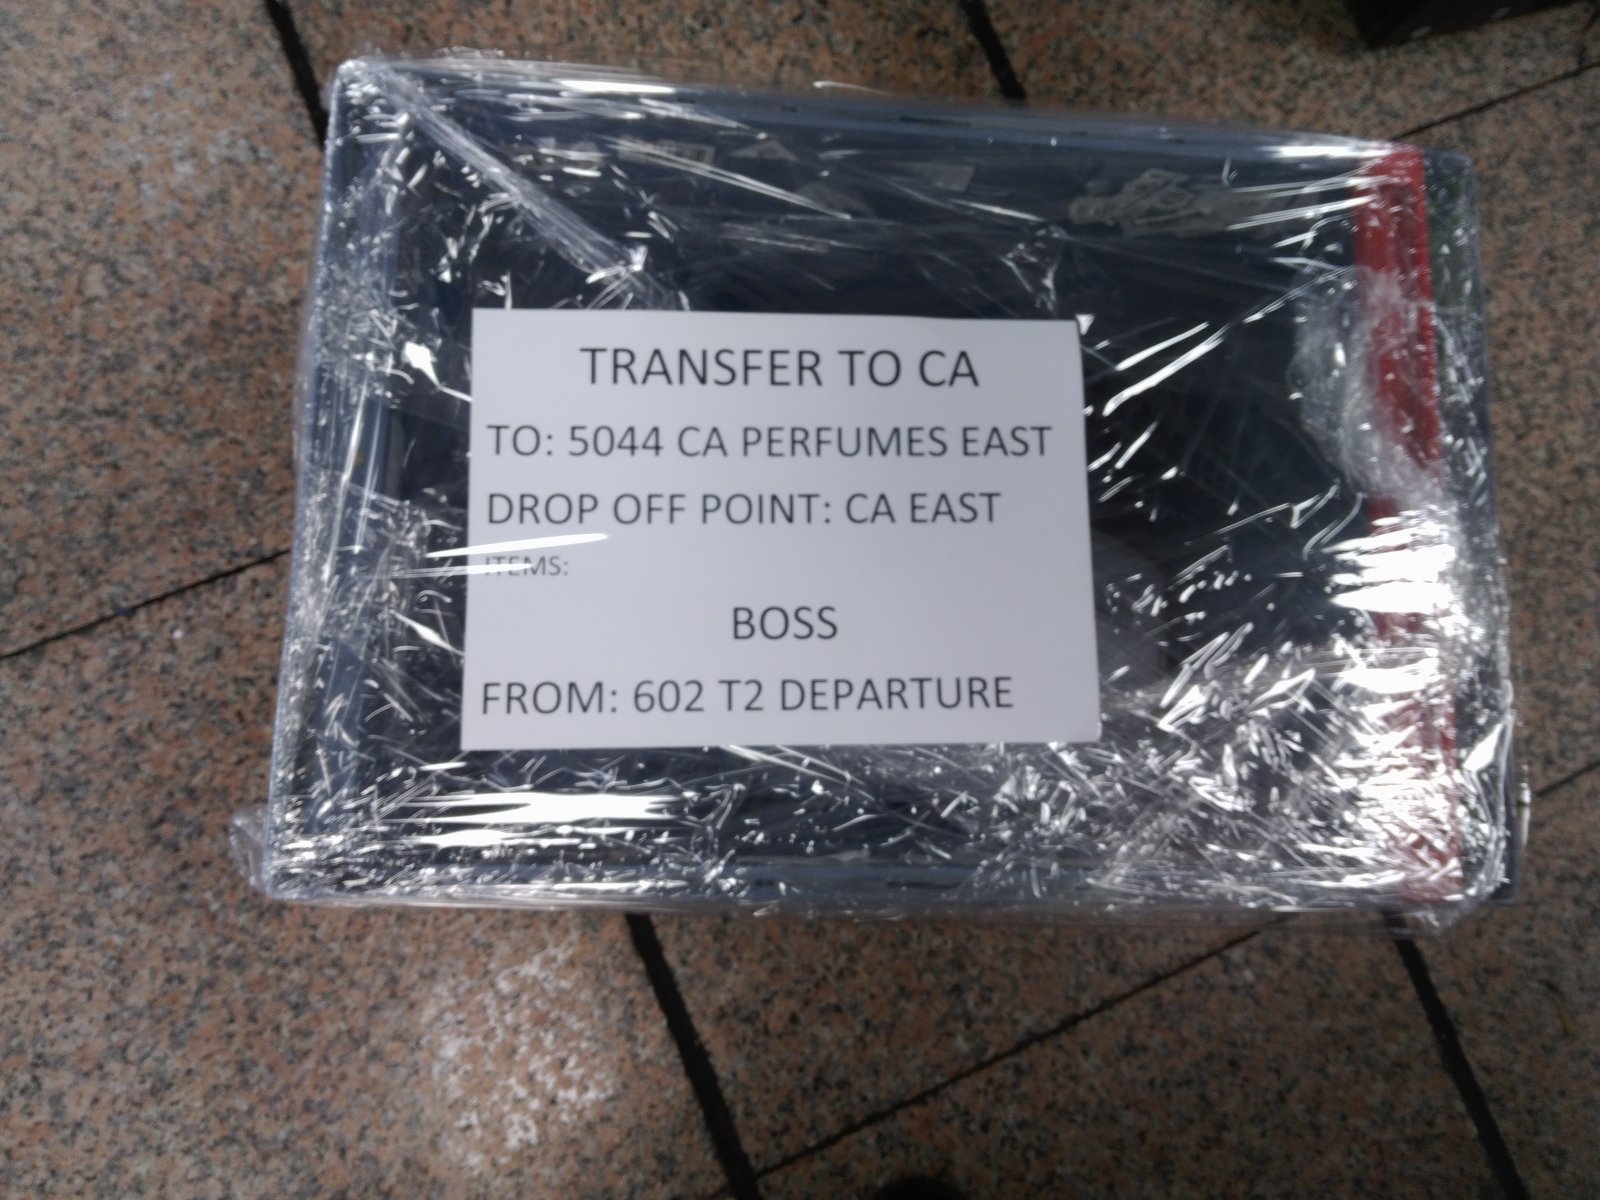 TRANSFER TO CA
TO: 5044 CA PERFUMES EAST
DROP OFF POINT: CA EAST
ITEMS:
BOSS
FROM: 602 T2 DEPARTURE